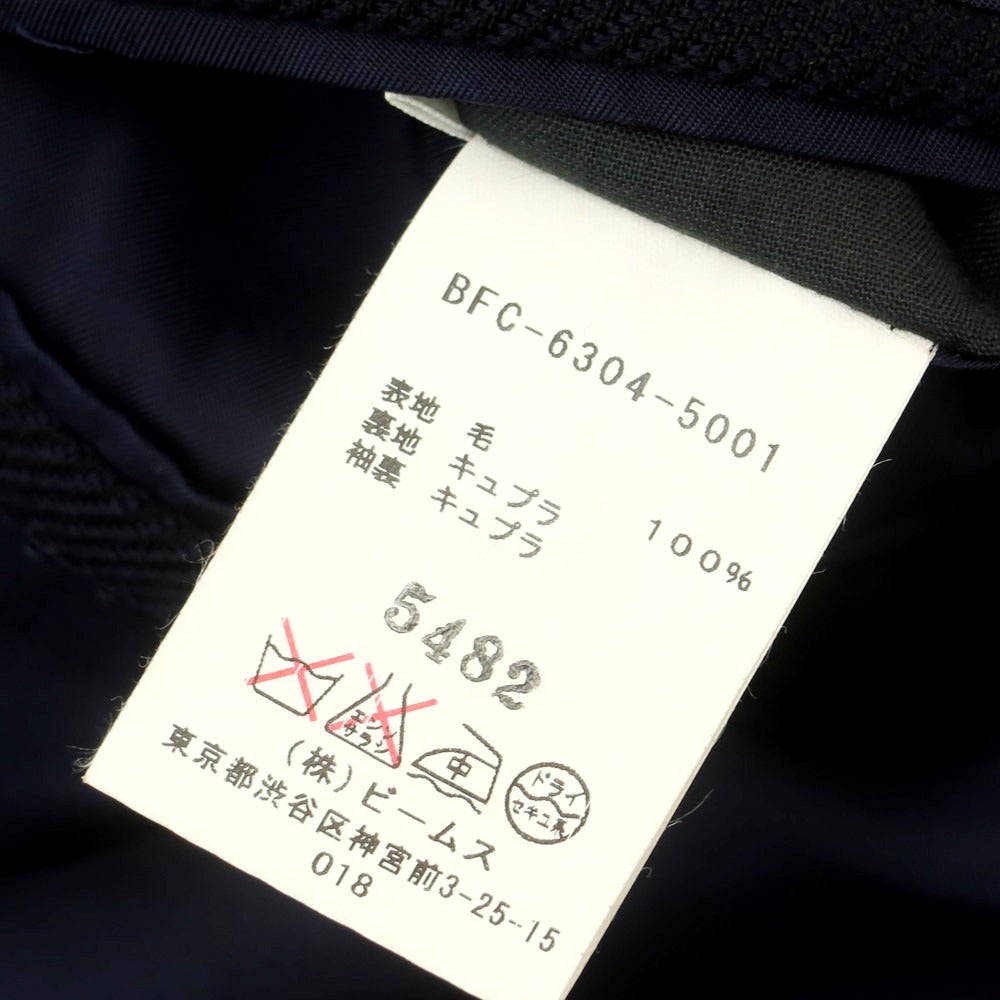 BFC-6304-5001
表地 毛 100%
裏地 キュプラ
袖裏 キュプラ
5482
エンソ
サラシ
中
ドライ
セキユ系
(株)ビームス
東京都渋谷区神宮前3-25-15
018